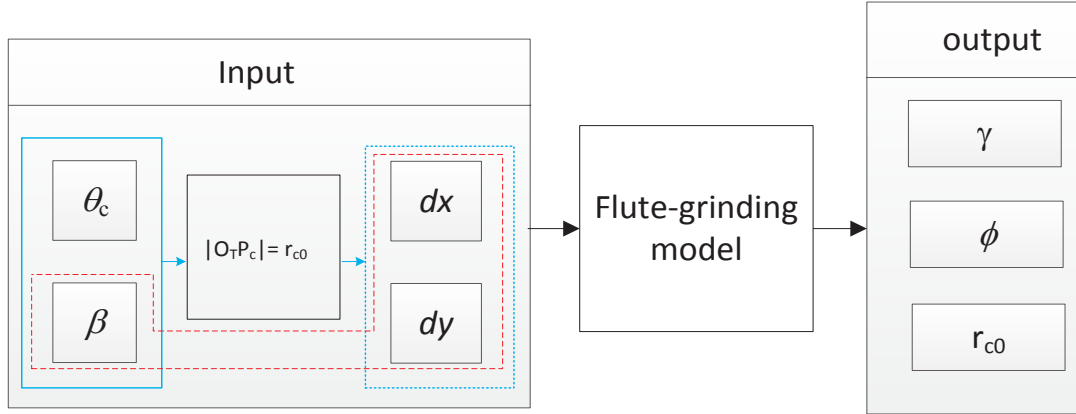 Input
θc
β
|OTPc|= rc0
dx
dy
Flute-grinding
model
output
γ
ϕ
rc0